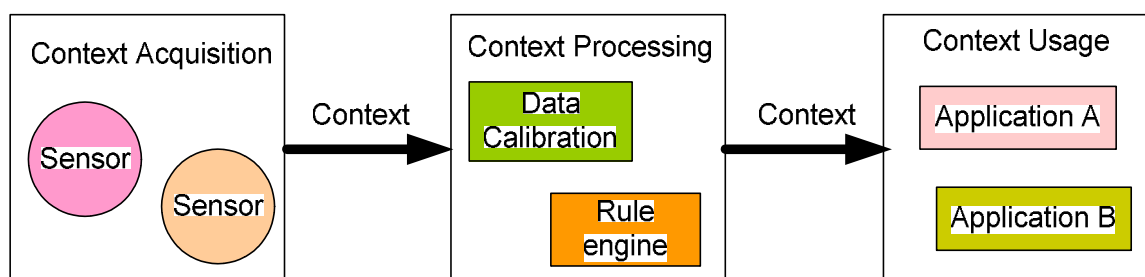 Context Acquisition
Sensor
Sensor
Context
Context Processing
Data
Calibration
Rule
engine
Context
Context Usage
Application A
Application B